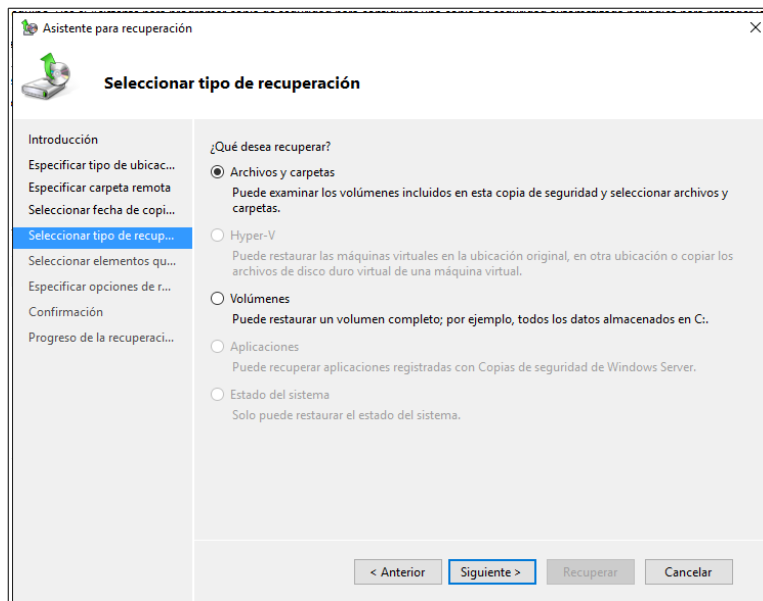 Asistente para recuperación
Seleccionar tipo de recuperación
Introducción
Especificar tipo de ubicac...
Especificar carpeta remota
Seleccionar fecha de copi...
Seleccionar tipo de recup...
Seleccionar elementos qu...
Especificar opciones de r...
Confirmación
Progreso de la recuperaci...
¿Qué desea recuperar?
Archivos y carpetas
Puede examinar los volúmenes incluidos en esta copia de seguridad y seleccionar archivos y
carpetas.
Hyper-V
Puede restaurar las máquinas virtuales en la ubicación original, en otra ubicación o copiar los
archivos de disco duro virtual de una máquina virtual.
Volúmenes
Puede restaurar un volumen completo; por ejemplo, todos los datos almacenados en C:.
Aplicaciones
Puede recuperar aplicaciones registradas con Copias de seguridad de Windows Server.
Estado del sistema
Solo puede restaurar el estado del sistema.
< Anterior
Siguiente >
Recuperar
Cancelar